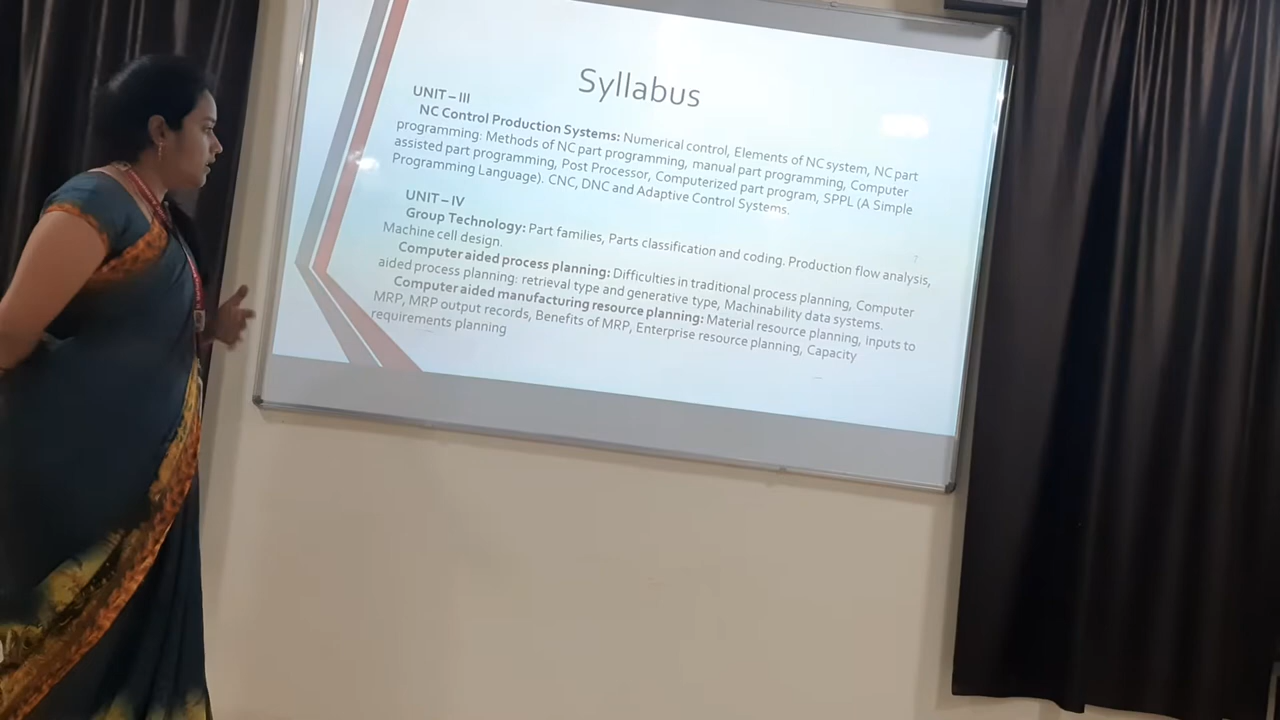 Syllabus
UNIT – III
NC Control Production Systems: Numerical control, Elements of NC system, NC part
programming: Methods of NC part programming, manual part programming, Computer
assisted part programming, Post Processor, Computerized part program, SPPL (A Simple
Programming Language). CNC, DNC and Adaptive Control Systems.
UNIT – IV
Group Technology: Part families, Parts classification and coding. Production flow analysis,
Machine cell design.
Computer aided process planning: Difficulties in traditional process planning, Computer
aided process planning: retrieval type and generative type, Machinability data systems.
Computer aided manufacturing resource planning: Material resource planning, inputs to
MRP, MRP output records, Benefits of MRP, Enterprise resource planning, Capacity
requirements planning